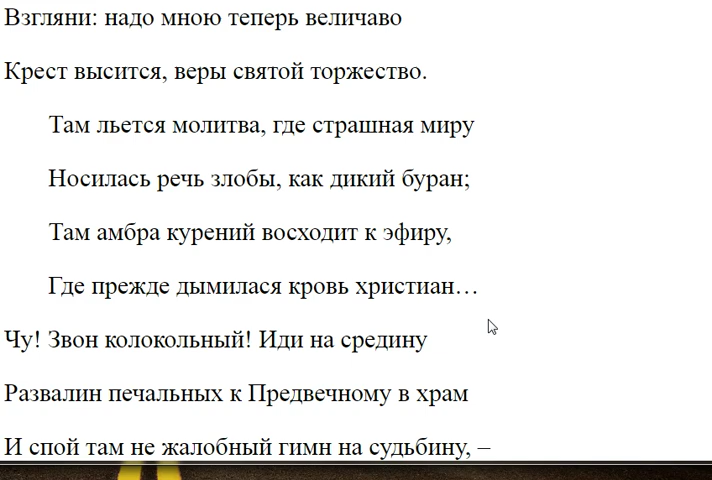 Взгляни: надо мною теперь величаво
Крест высится, веры святой торжество.
Там льется молитва, где страшная миру
Носилась речь злобы, как дикий буран;
Там амбра курений восходит к эфиру,
Где прежде дымилася кровь христиан…
Чу! Звон колокольный! Иди на средину
Развалин печальных к Предвечному в храм
И спой там не жалобный гимн на судьбину, –